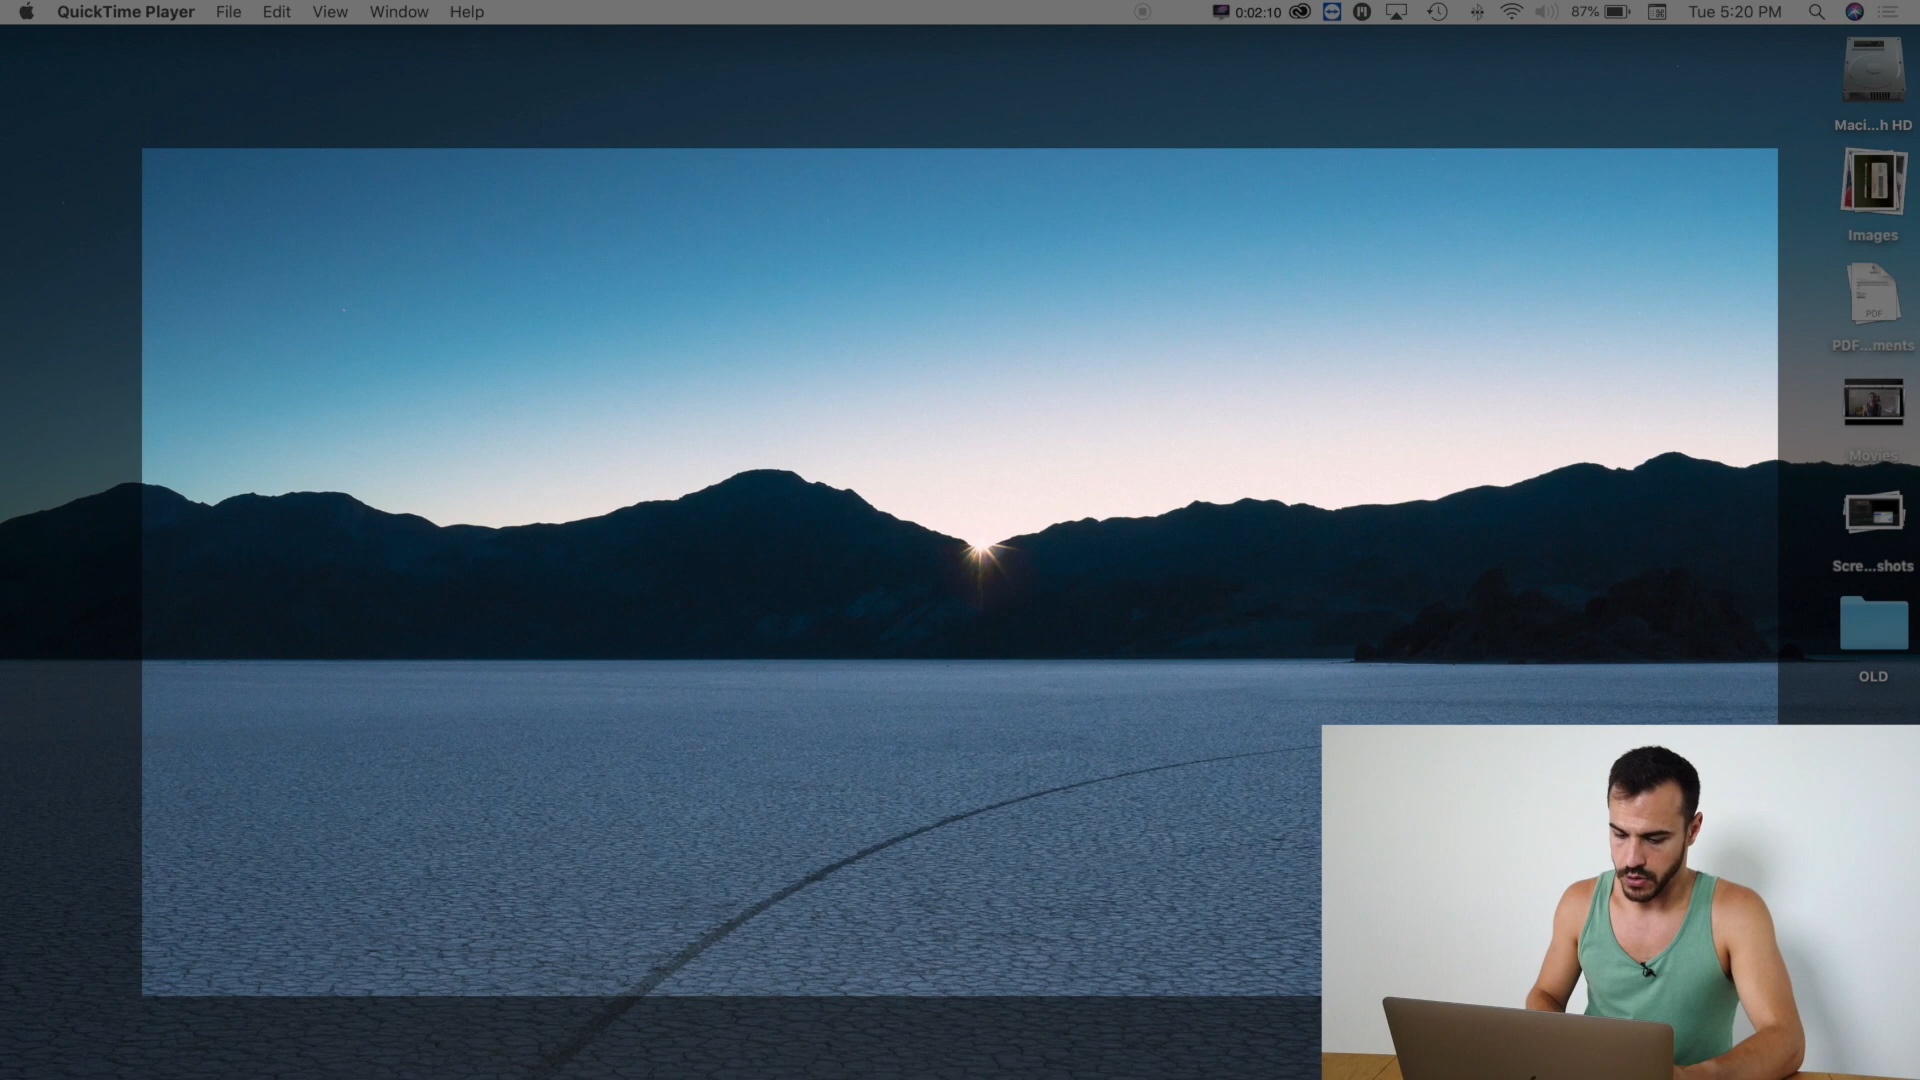 QuickTime Player File Edit View Window Help 0:02:10 87% Tue 5:20 PM
Maci...h HD
Images
PDF
PDF...ments
Movies
Scre...shots
OLD